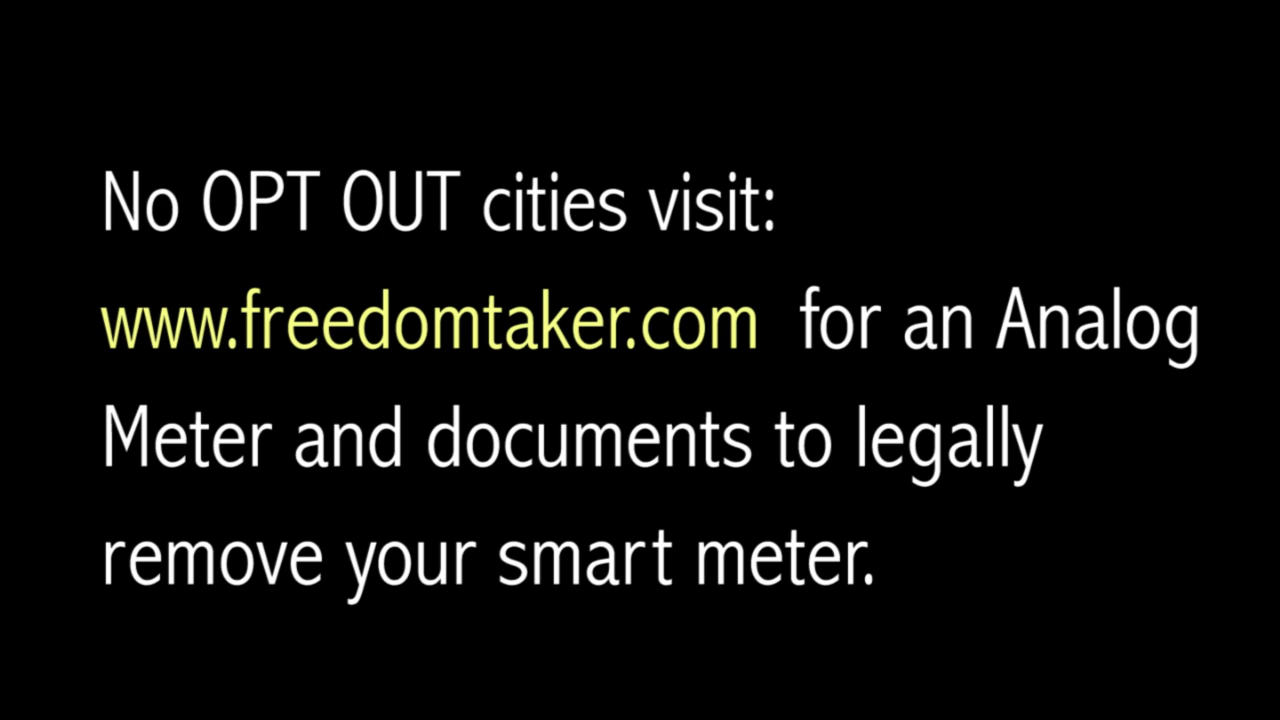 No OPT OUT cities visit:
www.freedomtaker.com for an Analog
Meter and documents to legally
remove your smart meter.